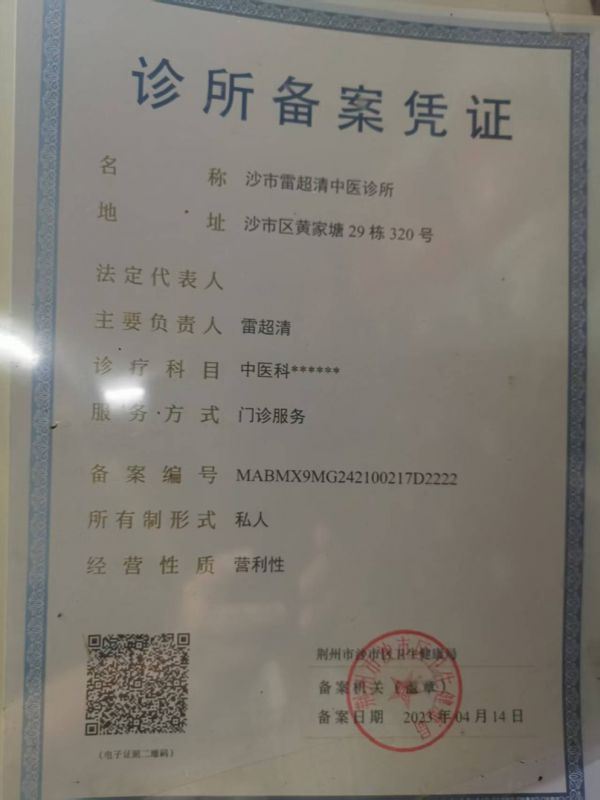 诊所备案凭证
名称 沙市雷超清中医诊所
地址 沙市区黄家塘29栋320号
法定代表人
主要负责人 雷超清
诊疗科目 中医科******
服务方式 门诊服务
备案编号 MABMX9MG242100217D2222
所有制形式 私人
经营性质 营利性
荆州市沙市区卫生健康局
备案机关（盖章）
备案日期 2023年04月14日
（电子证照二维码）